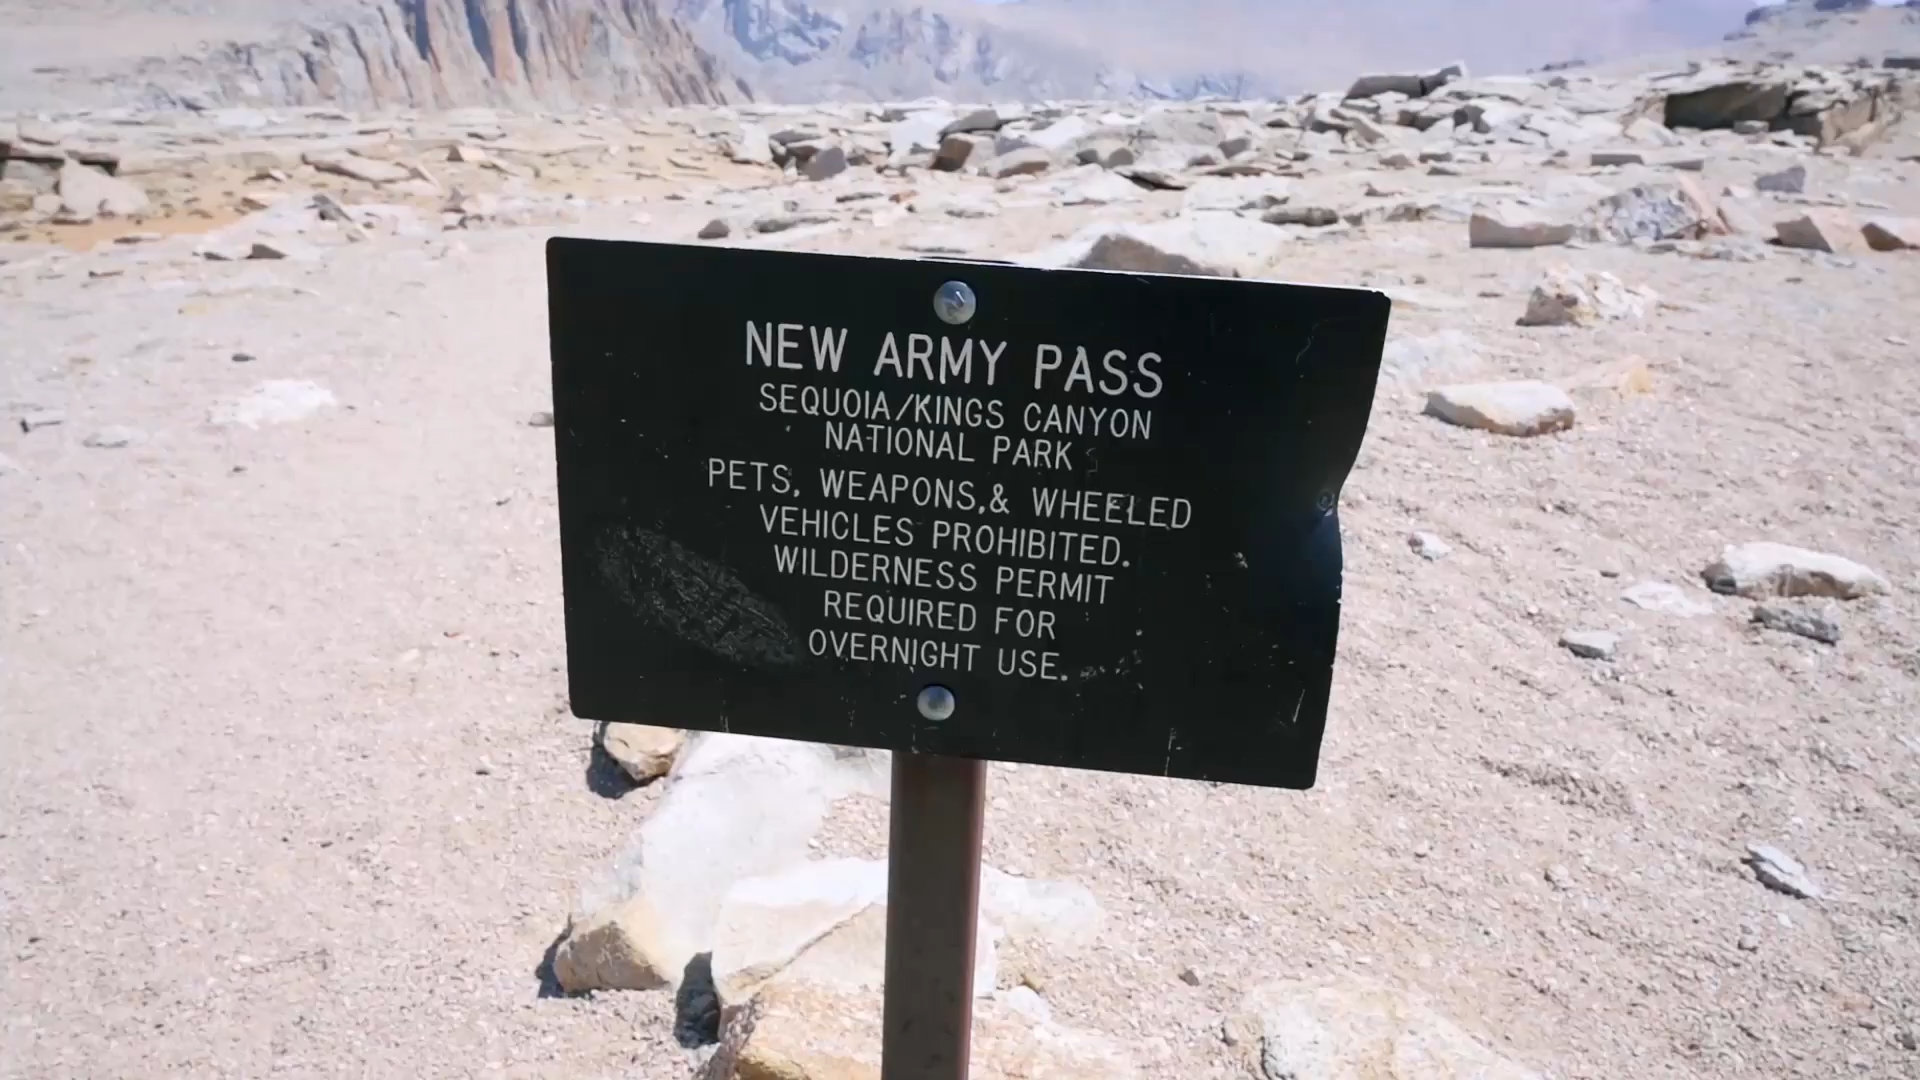 NEW ARMY PASS
SEQUOIA/KINGS CANYON
NATIONAL PARK
PETS, WEAPONS,& WHEELED
VEHICLES PROHIBITED.
WILDERNESS PERMIT
REQUIRED FOR
OVERNIGHT USE.